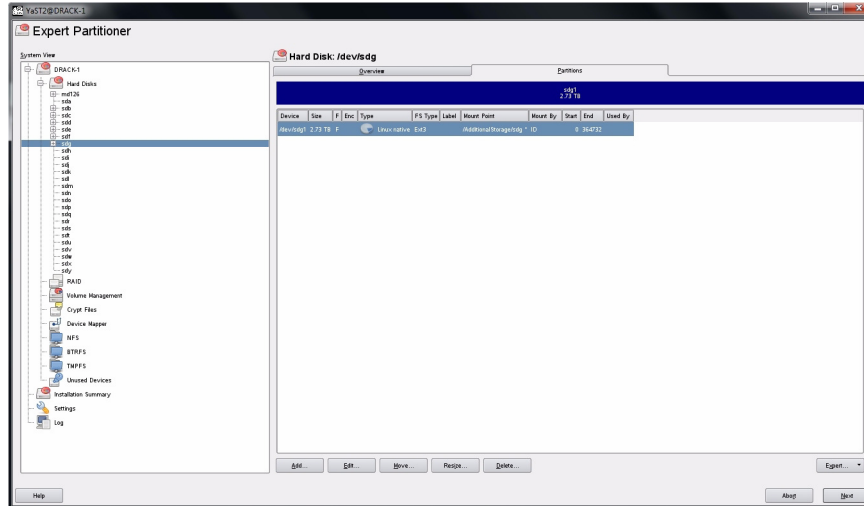 YaST2@DRACK-1
Expert Partitioner
System View
DRACK-1
Hard Disks
md126
sda
sdb
sdc
sdd
sde
sdf
sdg
sdh
sdi
sdj
sdk
sdl
sdm
sdn
sdo
sdp
sdq
sdr
sds
sdt
sdu
sdv
sdw
sdx
sdy
RAID
Volume Management
Crypt Files
Device Mapper
NFS
BTRFS
TMPFS
Unused Devices
Installation Summary
Settings
Log
Hard Disk: /dev/sdg
Overview Partitions
sdg1
2.73 TB
Device Size F Enc Type FS Type Label Mount Point Mount By Start End Used By
/dev/sdg1 2.73 TB F Linux native Ext3 /AdditionalStorage/sdg * ID 0 364732
Add... Edit... Move... Resize... Delete... Expert...
Help Abort Next